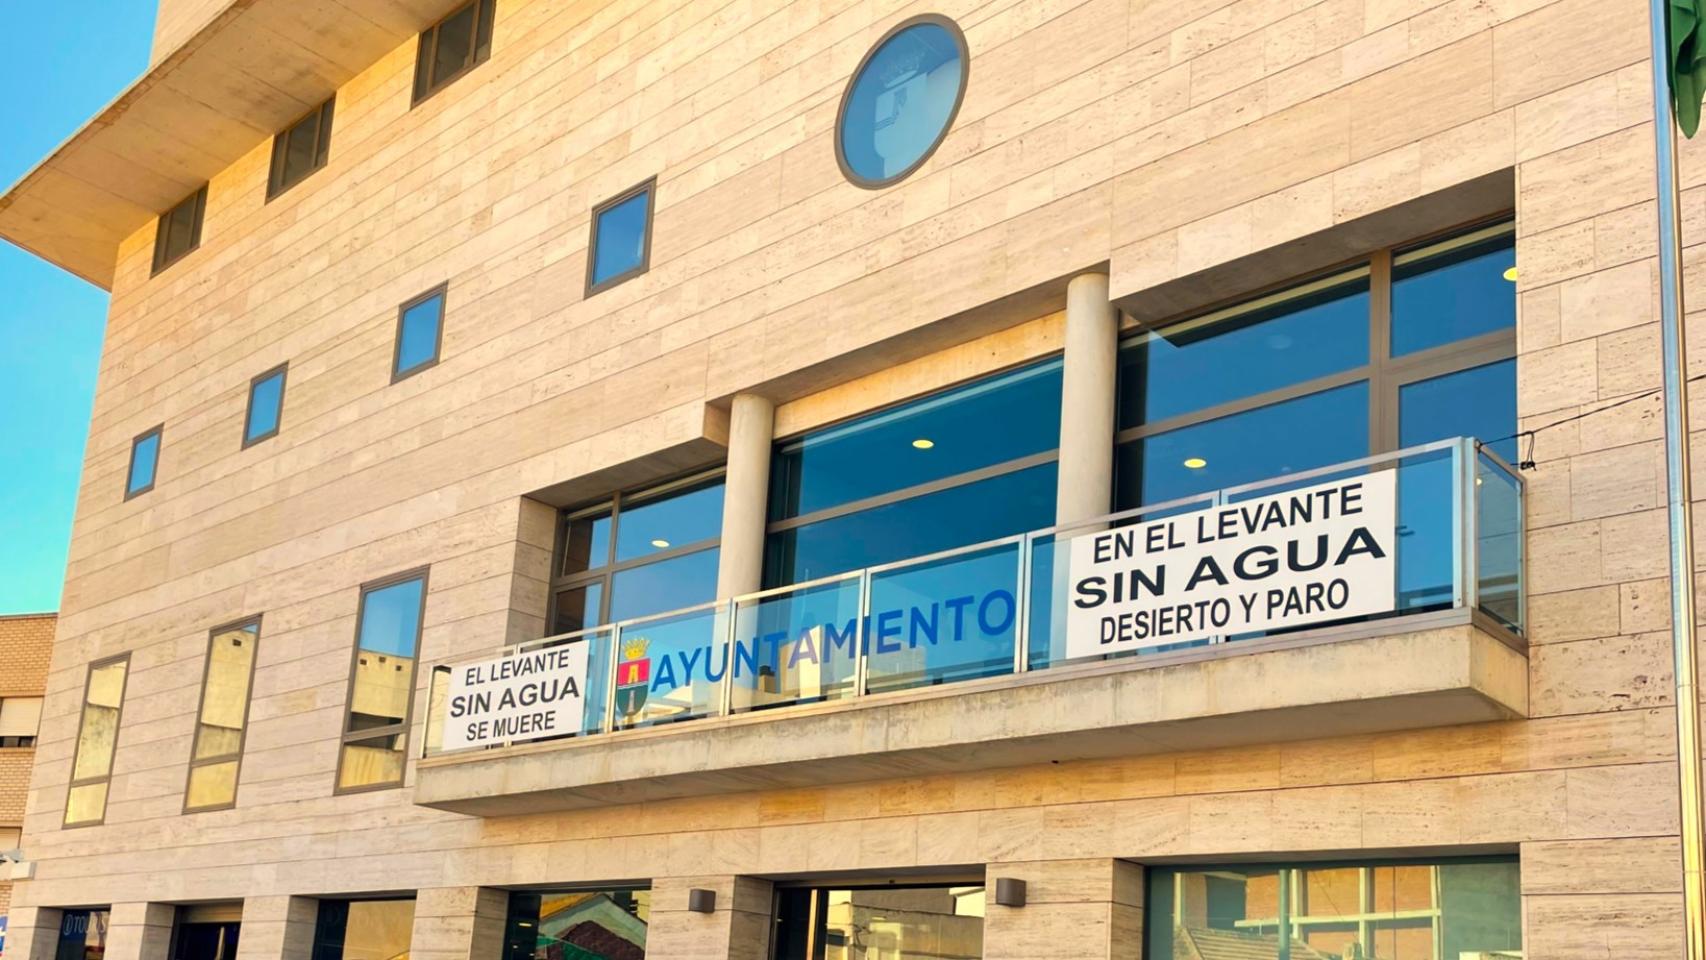 EL LEVANTE
SIN AGUA
SE MUERE
AYUNTAMIENTO
EN EL LEVANTE
SIN AGUA
DESIERTO Y PARO